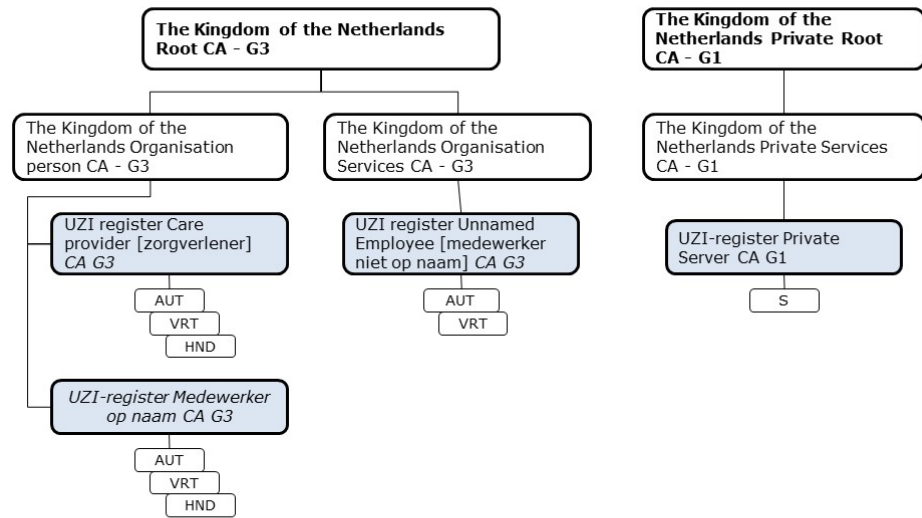 The Kingdom of the Netherlands
Root CA - G3
The Kingdom of the
Netherlands Private Root
CA - G1
The Kingdom of the
Netherlands Organisation
person CA - G3
The Kingdom of the
Netherlands Organisation
Services CA - G3
The Kingdom of the
Netherlands Private Services
CA - G1
UZI register Care
provider [zorgverlener]
CA G3
UZI register Unnamed
Employee [medewerker
niet op naam] CA G3
UZI-register Private
Server CA G1
AUT
VRT
HND
AUT
VRT
S
UZI-register Medewerker
op naam CA G3
AUT
VRT
HND